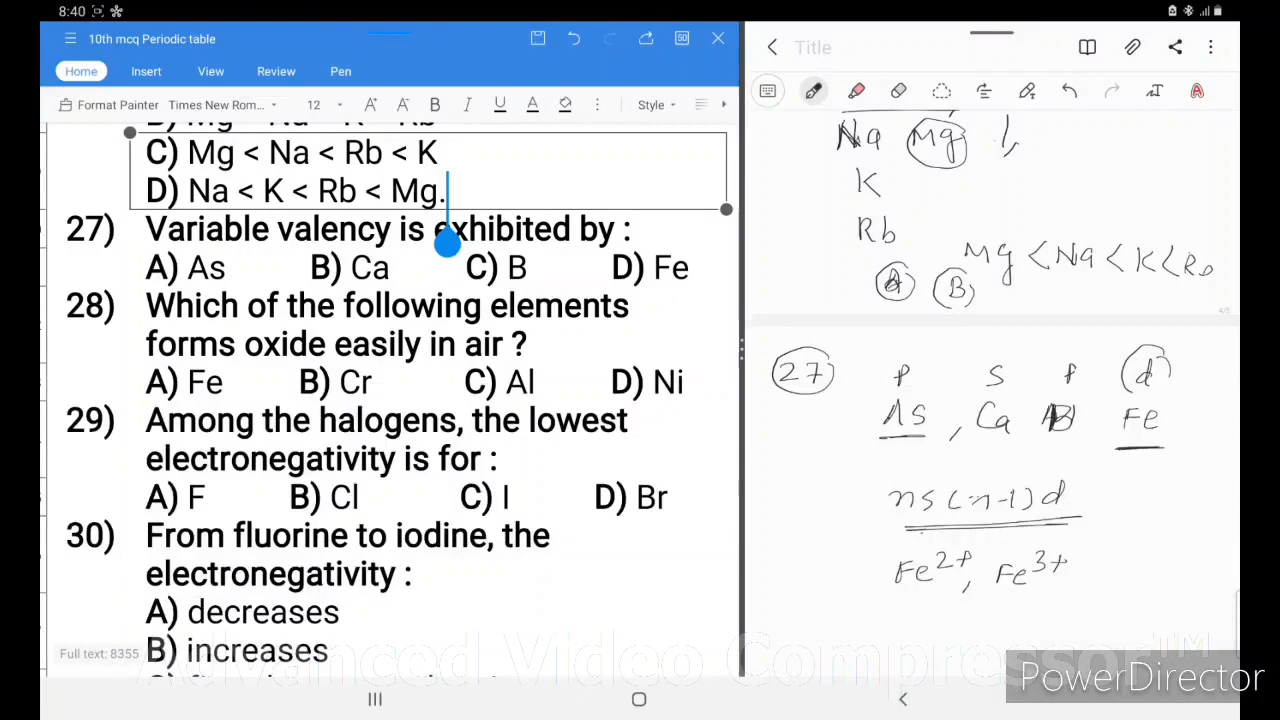 8:40
10th mcq Periodic table
50
Home Insert View Review Pen
Format Painter Times New Rom... 12 Style
C) Mg < Na < Rb < K
D) Na < K < Rb < Mg.
27) Variable valency is exhibited by :
A) As B) Ca C) B D) Fe
28) Which of the following elements
forms oxide easily in air ?
A) Fe B) Cr C) Al D) Ni
29) Among the halogens, the lowest
electronegativity is for :
A) F B) Cl C) I D) Br
30) From fluorine to iodine, the
electronegativity :
A) decreases
B) increases
Full text: 8355
Title
Na Mg
K
Rb
Mg < Na < K < Rb
A B
4/5
27 P S P d
As , Ca B Fe
ns (n-1) d
Fe2+, Fe3+
Advanced Video Compressor™
PowerDirector